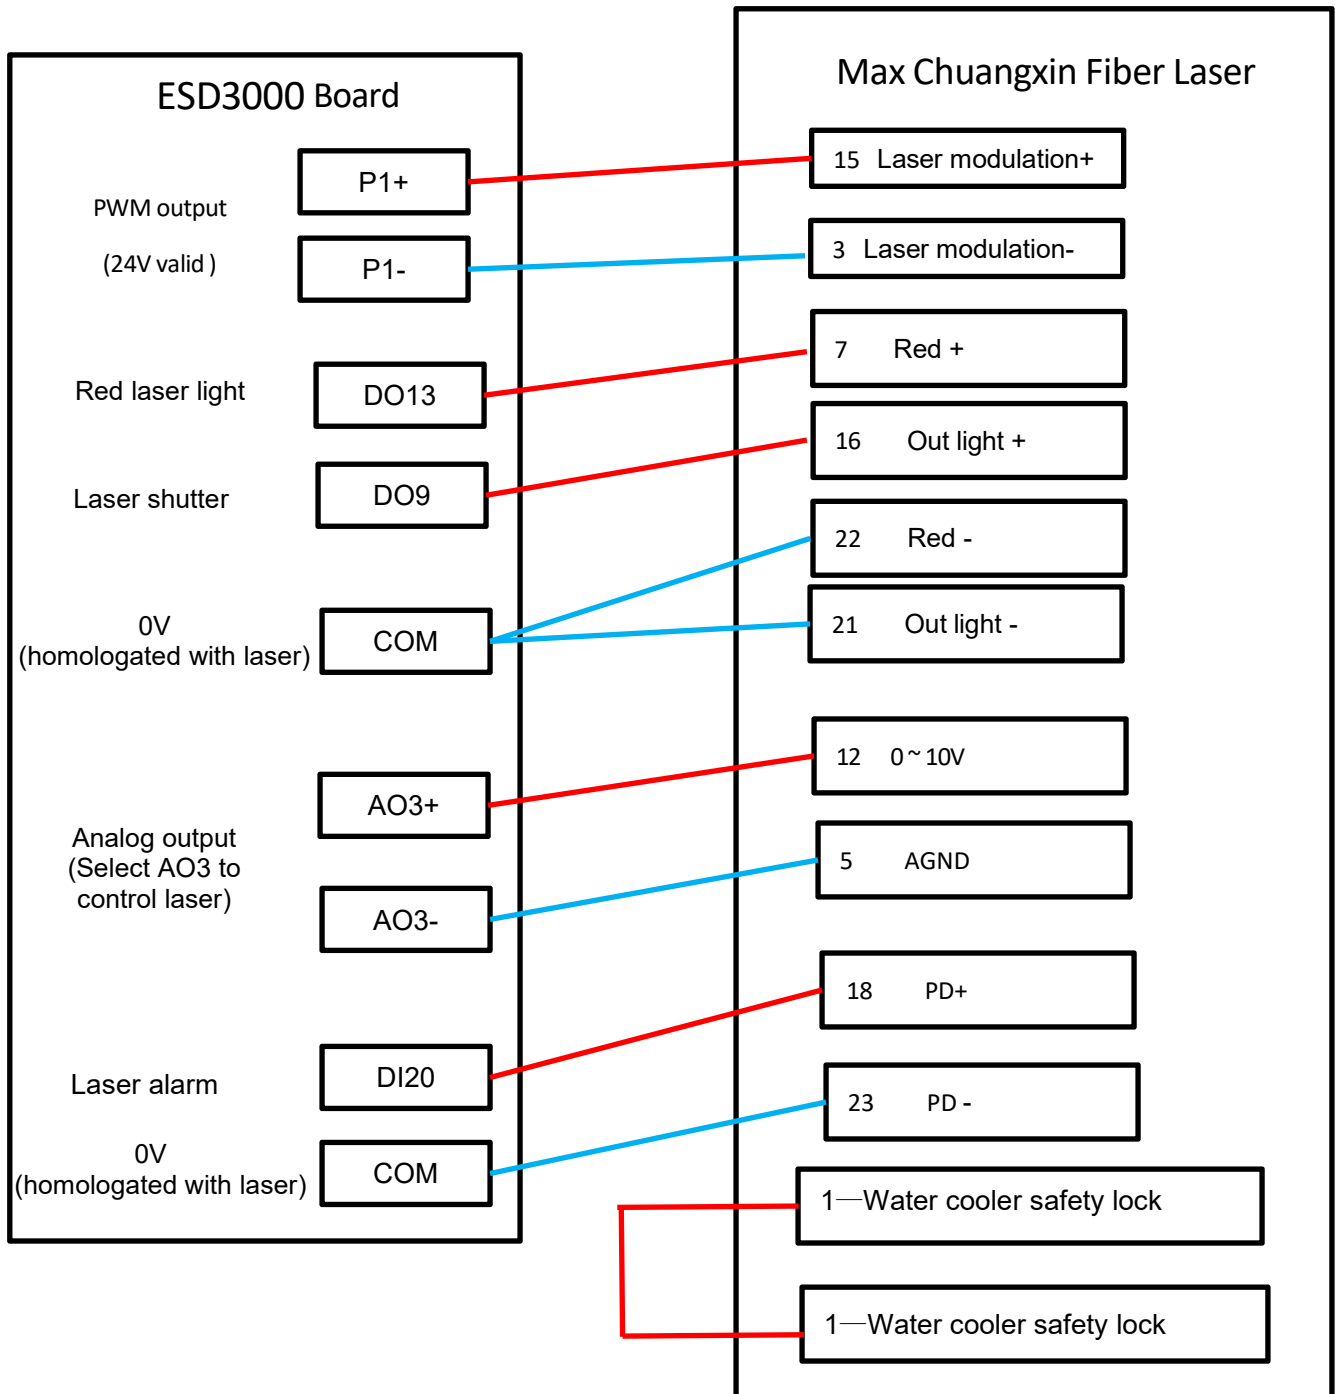 ESD3000 Board
PWM output
(24V valid )
P1+
P1-
Red laser light
DO13
Laser shutter
DO9
0V
(homologated with laser)
COM
Analog output
(Select AO3 to
control laser)
AO3+
AO3-
Laser alarm
DI20
0V
(homologated with laser)
COM
Max Chuangxin Fiber Laser
15 Laser modulation+
3 Laser modulation-
7 Red +
16 Out light +
22 Red -
21 Out light -
12 0~10V
5 AGND
18 PD+
23 PD -
1—Water cooler safety lock
1—Water cooler safety lock